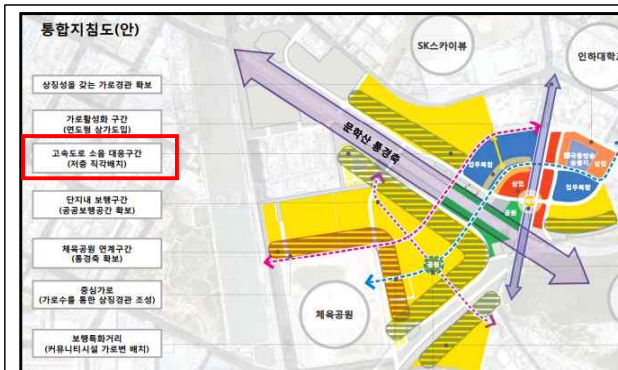 통합지침도(안)
SK스카이뷰
인하대학교
상징성을 갖는 가로경관 확보
가로활성화 구간
(연도형 상가도입)
고속도로 소음 대응구간
(저층 직각배치)
단지내 보행구간
(공공보행공간 확보)
체육공원 연계구간
(통경축 확보)
중심가로
(가로수를 통한 상징경관 조성)
보행특화거리
(커뮤니티시설 가로변 배치)
문학산 통경축
업무복합
상업
상업
업무복합
공원
공원
체육공원